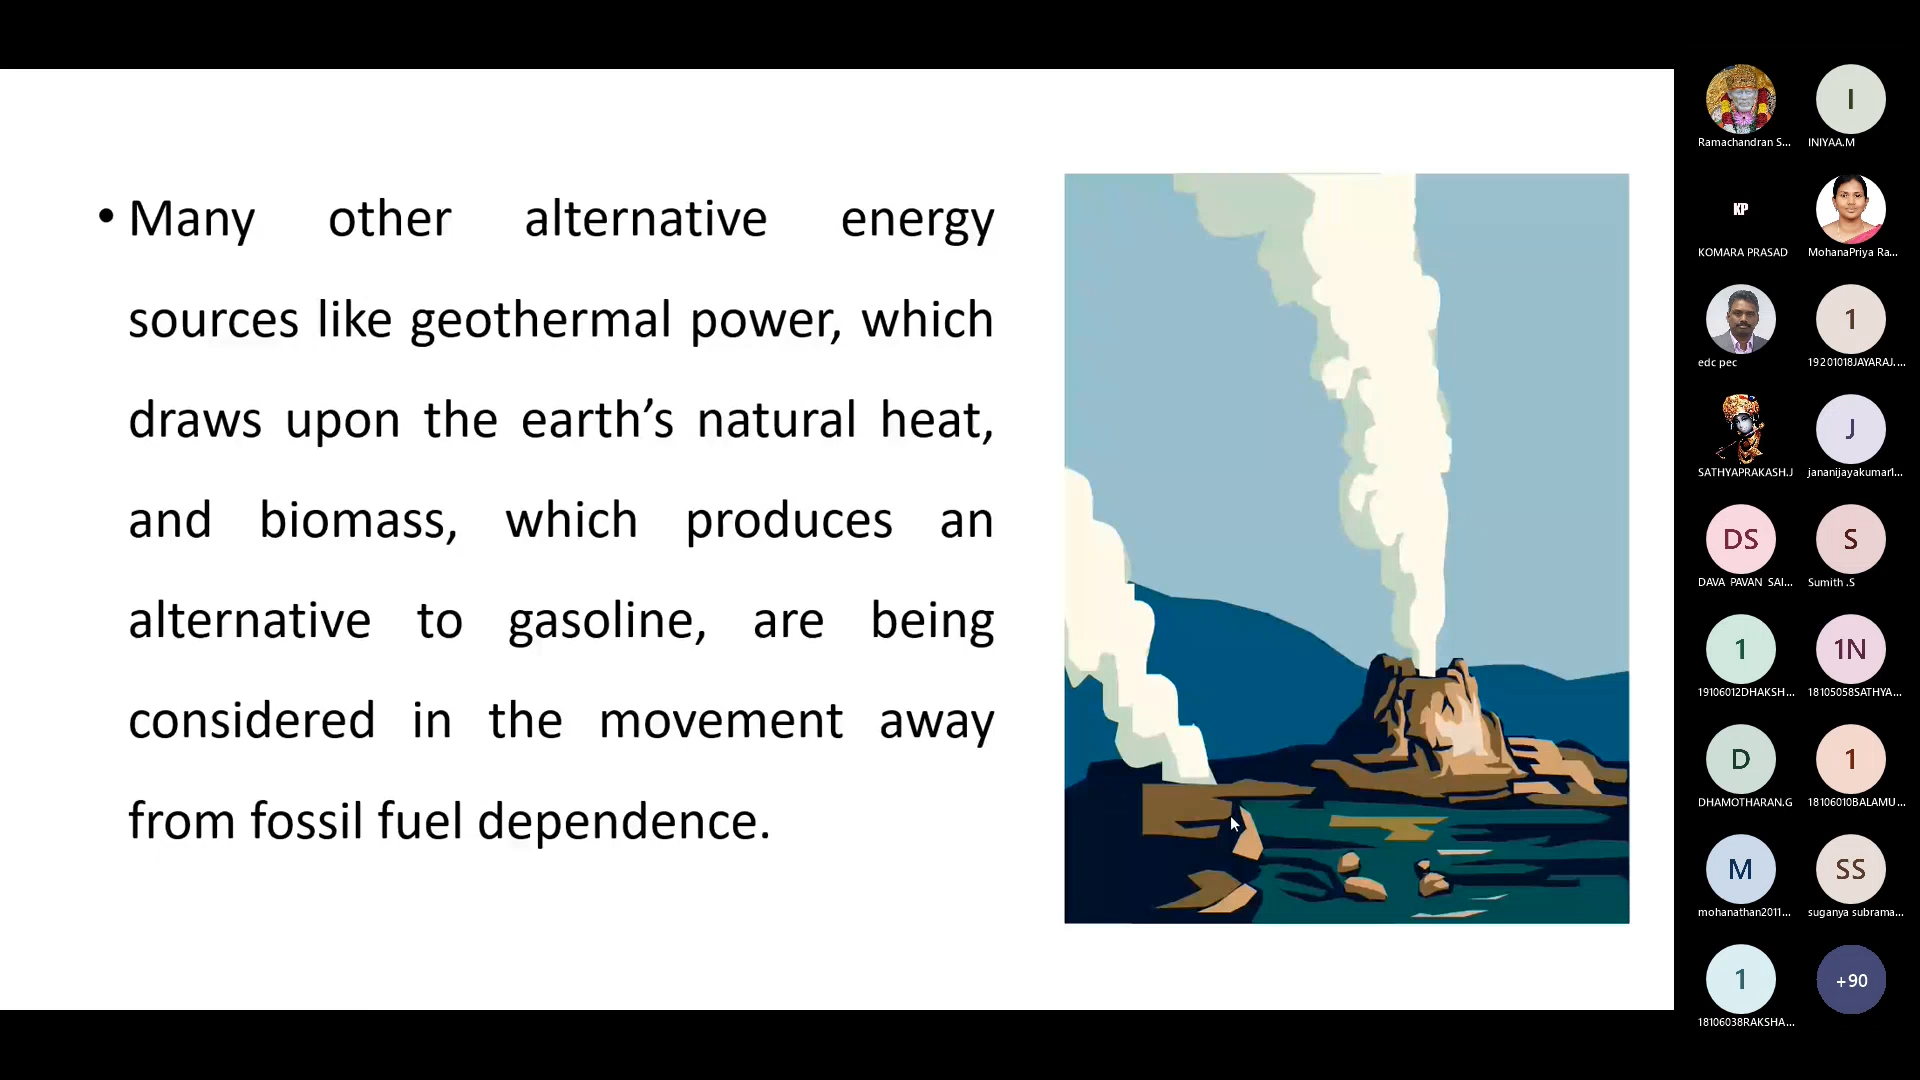 • Many other alternative energy
sources like geothermal power, which
draws upon the earth’s natural heat,
and biomass, which produces an
alternative to gasoline, are being
considered in the movement away
from fossil fuel dependence.
Ramachandran S...
I
INIYAA.M
KP
KOMARA PRASAD
MohanaPriya Ra...
edc pec
1
19201018JAYARAJ....
SATHYAPRAKASH.J
J
jananijayakumar1...
DS
DAVA PAVAN SAI...
S
Sumith .S
1
19106012DHAKSH...
1N
18105058SATHYA...
D
DHAMOTHARAN.G
1
18106010BALAMU...
M
mohanathan2011...
SS
suganya subrama...
1
18106038RAKSHA...
+90